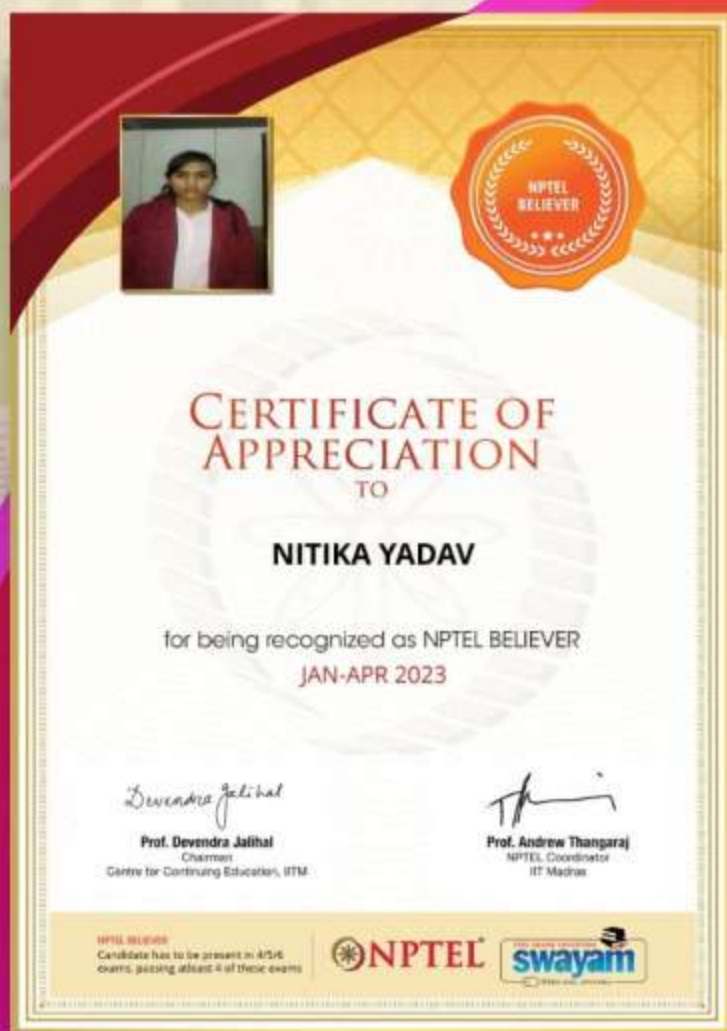 NPTEL
BELIEVER
CERTIFICATE OF
APPRECIATION
TO
NITIKA YADAV
for being recognized as NPTEL BELIEVER
JAN-APR 2023
Devendra Jalihal
Prof. Devendra Jalihal
Chairman
Centre for Continuing Education, IITM
Prof. Andrew Thangaraj
NPTEL Coordinator
IIT Madras
NPTEL BELIEVER
Candidate has to be present in 4/5/6
exams, passing atleast 4 of these exams
NPTEL
swayam